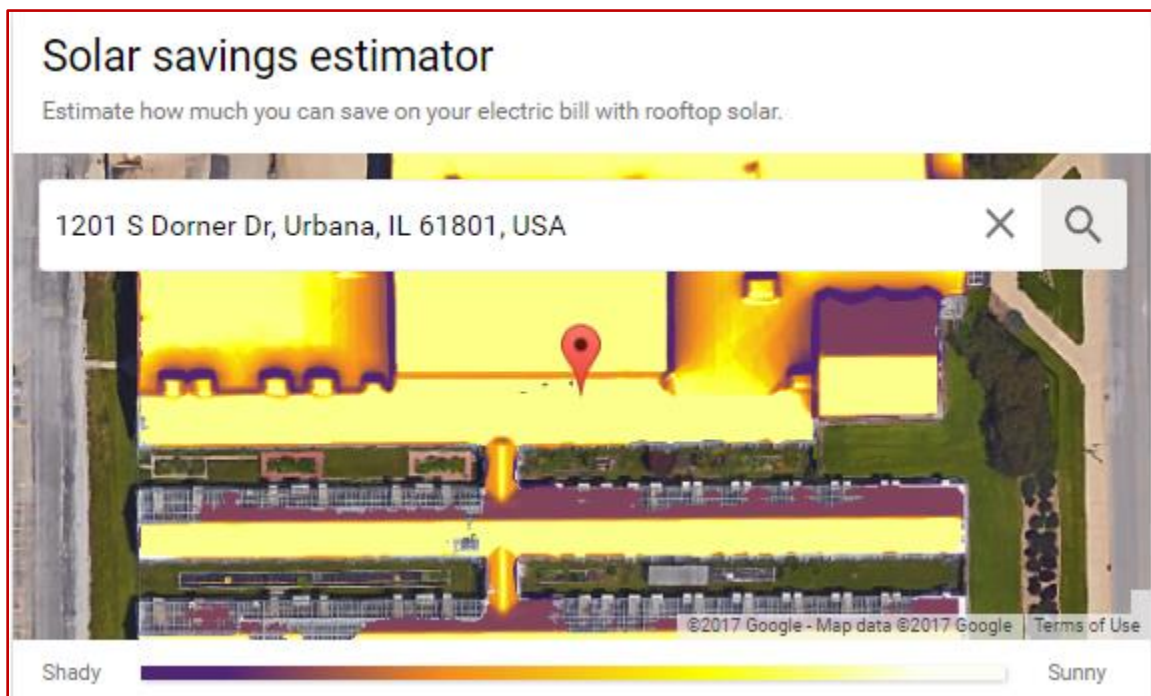 Solar savings estimator
Estimate how much you can save on your electric bill with rooftop solar.
1201 S Dorner Dr, Urbana, IL 61801, USA
©2017 Google - Map data ©2017 Google Terms of Use
Shady Sunny